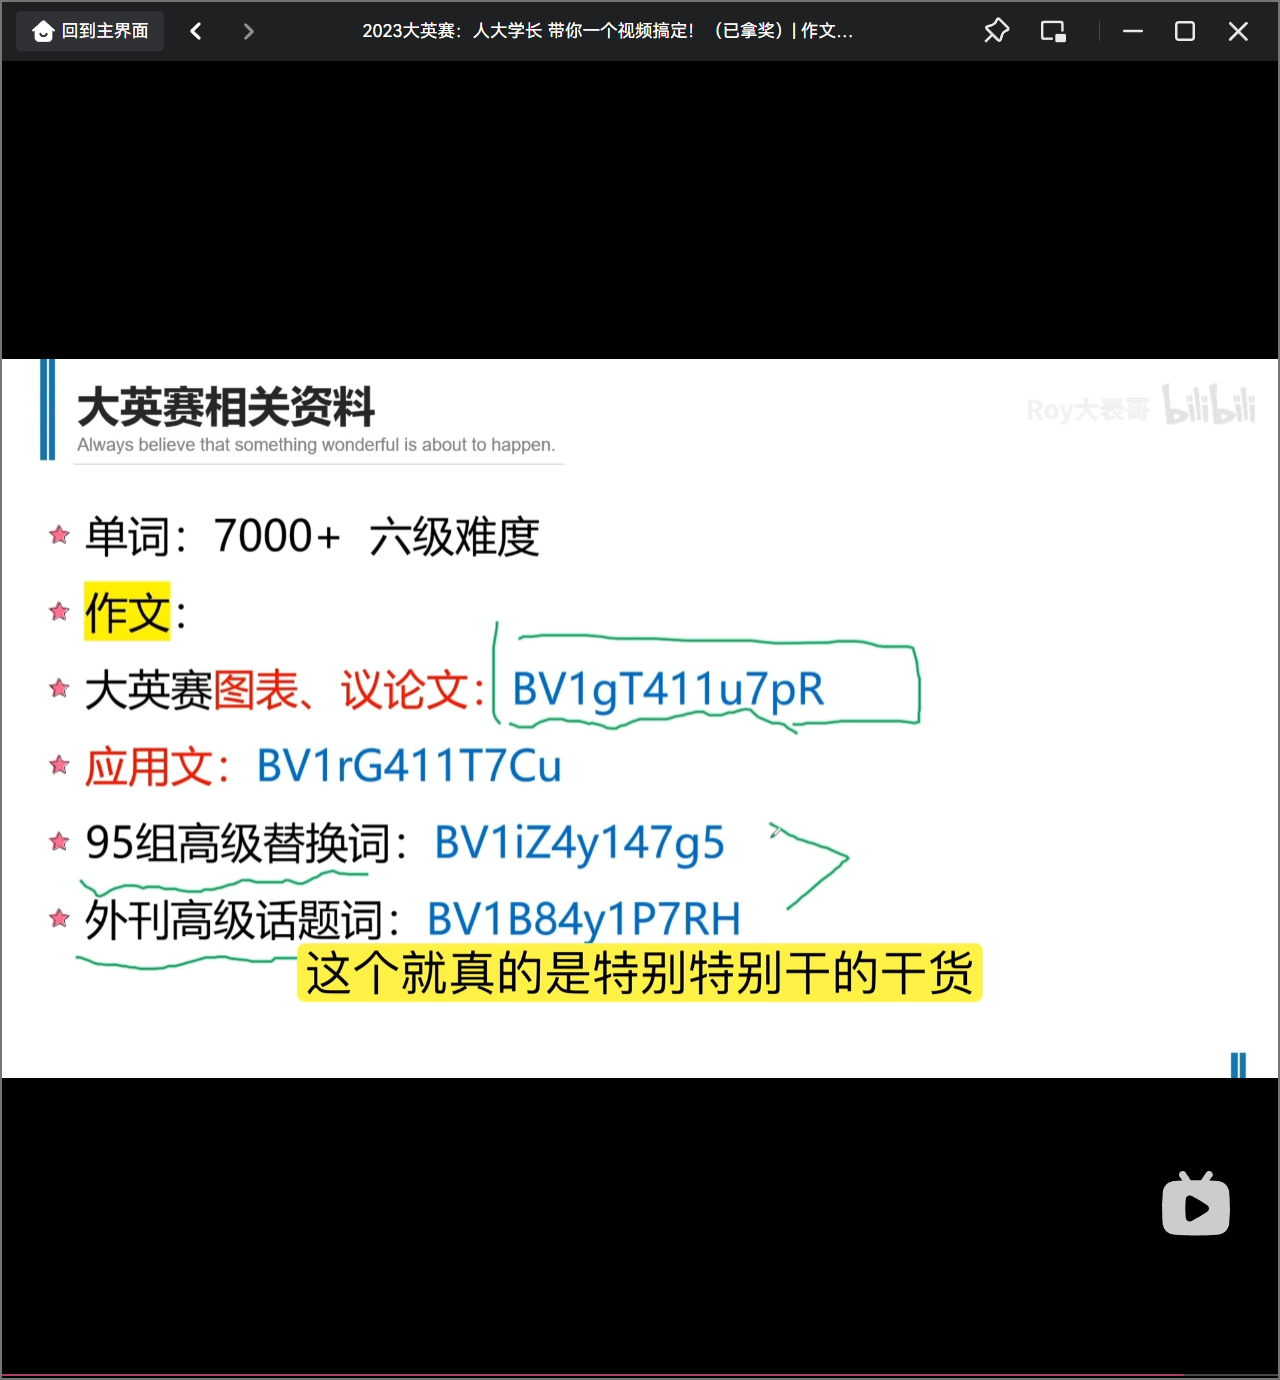 回到主界面
2023大英赛：人大学长 带你一个视频搞定！（已拿奖）| 作文...
大英赛相关资料
Always believe that something wonderful is about to happen.
Roy大表哥 bilibili
单词：7000+ 六级难度
作文：
大英赛图表、议论文：BV1gT411u7pR
应用文：BV1rG411T7Cu
95组高级替换词：BV1iZ4y147g5
外刊高级话题词：BV1B84y1P7RH
这个就真的是特别特别干的干货